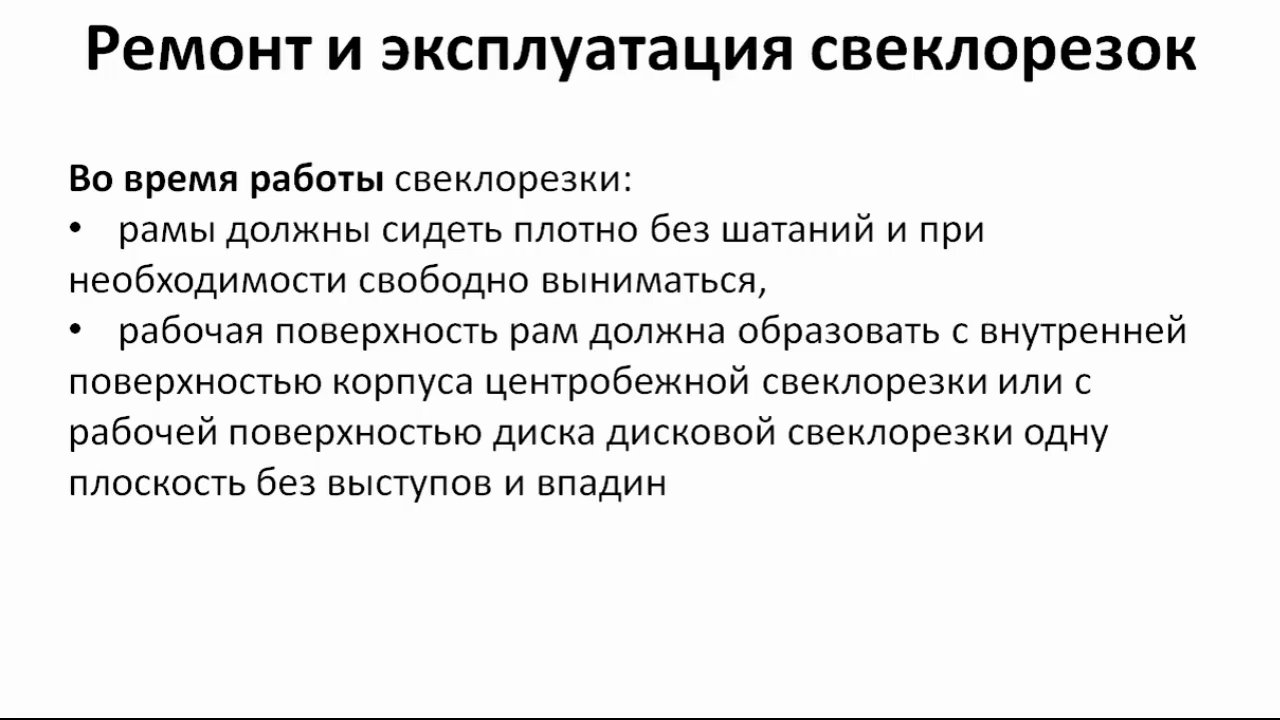 Ремонт и эксплуатация свеклорезок
Во время работы свеклорезки:
• рамы должны сидеть плотно без шатаний и при
необходимости свободно выниматься,
• рабочая поверхность рам должна образовать с внутренней
поверхностью корпуса центробежной свеклорезки или с
рабочей поверхностью диска дисковой свеклорезки одну
плоскость без выступов и впадин